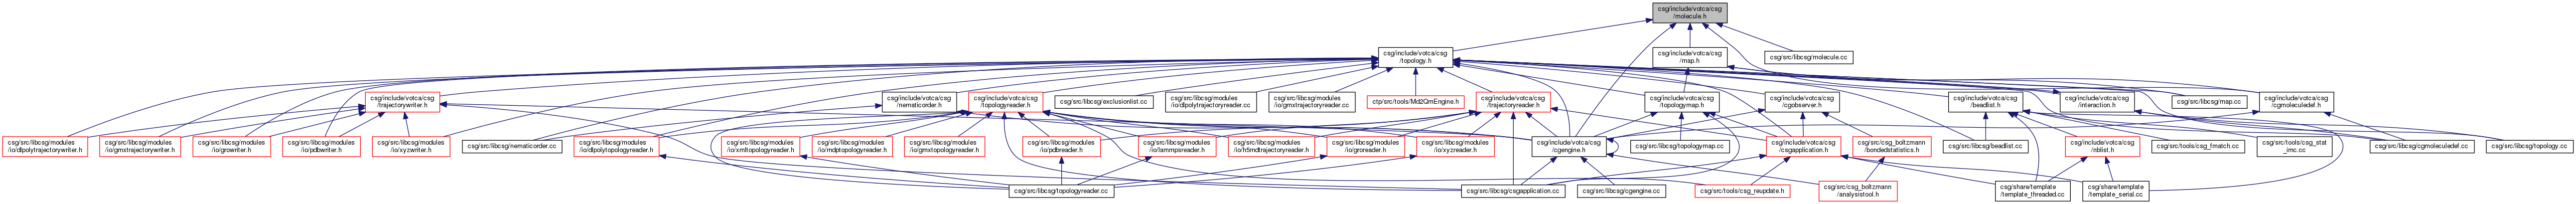 csg/include/votca/csg
/molecule.h
csg/include/votca/csg
/topology.h
csg/include/votca/csg
/map.h
csg/src/libcsg/molecule.cc
csg/include/votca/csg
/trajectorywriter.h
csg/include/votca/csg
/nematicorder.h
csg/include/votca/csg
/topologyreader.h
csg/src/libcsg/exclusionlist.cc
csg/src/libcsg/modules
/io/dlpolytrajectoryreader.cc
csg/src/libcsg/modules
/io/gmxtrajectoryreader.cc
ctp/src/tools/Md2QmEngine.h
csg/include/votca/csg
/trajectoryreader.h
csg/include/votca/csg
/topologymap.h
csg/include/votca/csg
/cgobserver.h
csg/include/votca/csg
/beadlist.h
csg/include/votca/csg
/interaction.h
csg/src/libcsg/map.cc
csg/include/votca/csg
/cgmoleculedef.h
csg/src/libcsg/modules
/io/dlpolytrajectorywriter.h
csg/src/libcsg/modules
/io/gmxtrajectorywriter.h
csg/src/libcsg/modules
/io/growriter.h
csg/src/libcsg/modules
/io/pdbwriter.h
csg/src/libcsg/modules
/io/xyzwriter.h
csg/src/libcsg/nematicorder.cc
csg/src/libcsg/modules
/io/dlpolytopologyreader.h
csg/src/libcsg/modules
/io/xmltopologyreader.h
csg/src/libcsg/modules
/io/mdptopologyreader.h
csg/src/libcsg/modules
/io/gmxtopologyreader.h
csg/src/libcsg/modules
/io/pdbreader.h
csg/src/libcsg/modules
/io/lammpsreader.h
csg/src/libcsg/modules
/io/h5mdtrajectoryreader.h
csg/src/libcsg/modules
/io/groreader.h
csg/src/libcsg/modules
/io/xyzreader.h
csg/include/votca/csg
/cgengine.h
csg/src/libcsg/topologymap.cc
csg/include/votca/csg
/csgapplication.h
csg/src/csg_boltzmann
/bondedstatistics.h
csg/src/libcsg/beadlist.cc
csg/include/votca/csg
/nblist.h
csg/src/tools/csg_fmatch.cc
csg/src/tools/csg_stat
_imc.cc
csg/src/libcsg/cgmoleculedef.cc
csg/src/libcsg/topology.cc
csg/src/libcsg/topologyreader.cc
csg/src/libcsg/csgapplication.cc
csg/src/libcsg/cgengine.cc
csg/src/tools/csg_reupdate.h
csg/src/csg_boltzmann
/analysistool.h
csg/share/template
/template_threaded.cc
csg/share/template
/template_serial.cc